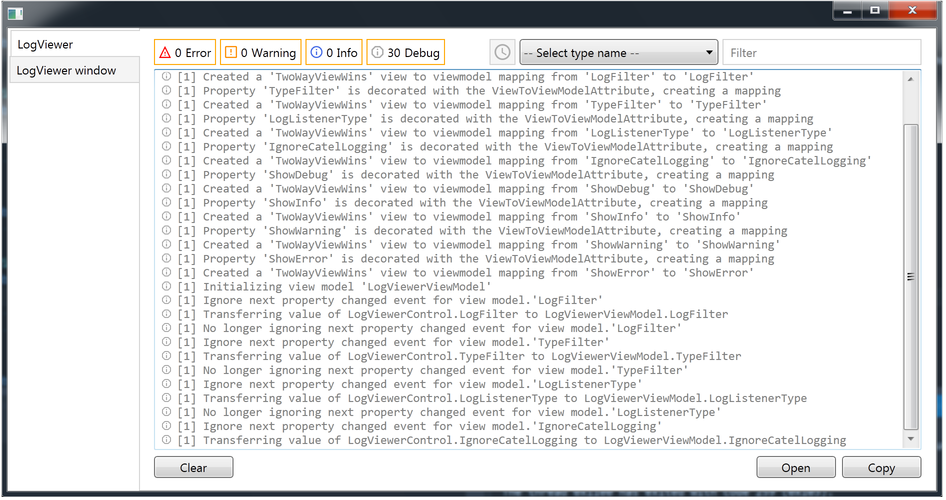 LogViewer
LogViewer window
0 Error
0 Warning
0 Info
30 Debug
-- Select type name --
Filter
[1] Created a 'TwoWayViewWins' view to viewmodel mapping from 'LogFilter' to 'LogFilter'
[1] Property 'TypeFilter' is decorated with the ViewToViewModelAttribute, creating a mapping
[1] Created a 'TwoWayViewWins' view to viewmodel mapping from 'TypeFilter' to 'TypeFilter'
[1] Property 'LogListenerType' is decorated with the ViewToViewModelAttribute, creating a mapping
[1] Created a 'TwoWayViewWins' view to viewmodel mapping from 'LogListenerType' to 'LogListenerType'
[1] Property 'IgnoreCatelLogging' is decorated with the ViewToViewModelAttribute, creating a mapping
[1] Created a 'TwoWayViewWins' view to viewmodel mapping from 'IgnoreCatelLogging' to 'IgnoreCatelLogging'
[1] Property 'ShowDebug' is decorated with the ViewToViewModelAttribute, creating a mapping
[1] Created a 'TwoWayViewWins' view to viewmodel mapping from 'ShowDebug' to 'ShowDebug'
[1] Property 'ShowInfo' is decorated with the ViewToViewModelAttribute, creating a mapping
[1] Created a 'TwoWayViewWins' view to viewmodel mapping from 'ShowInfo' to 'ShowInfo'
[1] Property 'ShowWarning' is decorated with the ViewToViewModelAttribute, creating a mapping
[1] Created a 'TwoWayViewWins' view to viewmodel mapping from 'ShowWarning' to 'ShowWarning'
[1] Property 'ShowError' is decorated with the ViewToViewModelAttribute, creating a mapping
[1] Created a 'TwoWayViewWins' view to viewmodel mapping from 'ShowError' to 'ShowError'
[1] Initializing view model 'LogViewerViewModel'
[1] Ignore next property changed event for view model.'LogFilter'
[1] Transferring value of LogViewerControl.LogFilter to LogViewerViewModel.LogFilter
[1] No longer ignoring next property changed event for view model.'LogFilter'
[1] Ignore next property changed event for view model.'TypeFilter'
[1] Transferring value of LogViewerControl.TypeFilter to LogViewerViewModel.TypeFilter
[1] No longer ignoring next property changed event for view model.'TypeFilter'
[1] Ignore next property changed event for view model.'LogListenerType'
[1] Transferring value of LogViewerControl.LogListenerType to LogViewerViewModel.LogListenerType
[1] No longer ignoring next property changed event for view model.'LogListenerType'
[1] Ignore next property changed event for view model.'IgnoreCatelLogging'
[1] Transferring value of LogViewerControl.IgnoreCatelLogging to LogViewerViewModel.IgnoreCatelLogging
Clear
Open
Copy